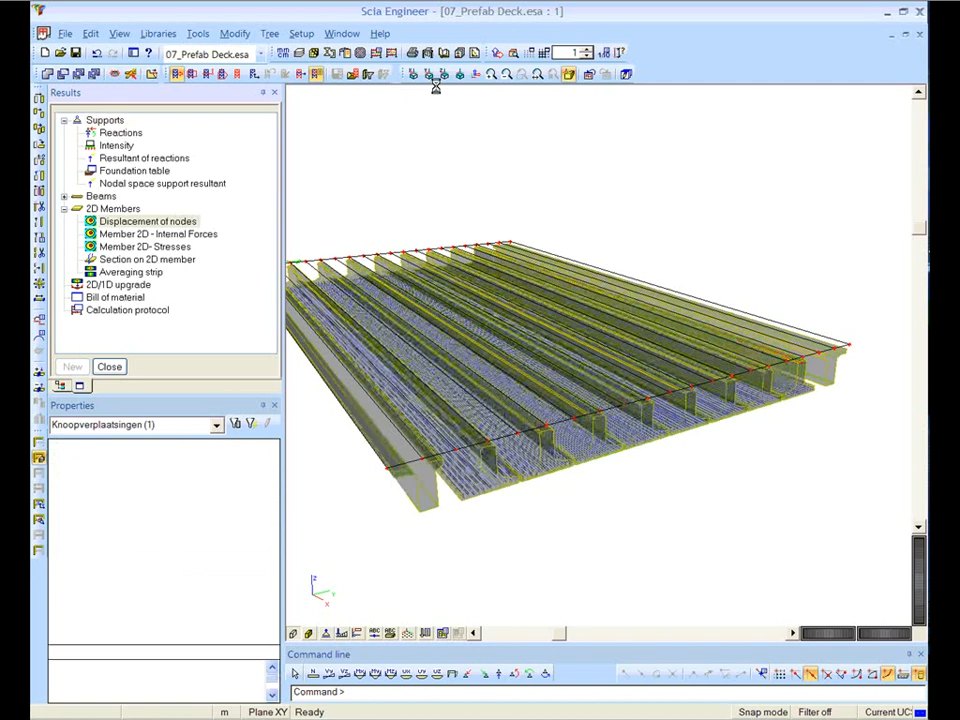 Scia Engineer - [07_Prefab Deck.esa : 1]
File Edit View Libraries Tools Modify Tree Setup Window Help
07_Prefab Deck.esa
1
Results
Supports
Reactions
Intensity
Resultant of reactions
Foundation table
Nodal space support resultant
Beams
2D Members
Displacement of nodes
Member 2D - Internal Forces
Member 2D- Stresses
Section on 2D member
Averaging strip
2D/1D upgrade
Bill of material
Calculation protocol
New Close
Properties
Knoopverplaatsingen (1)
Command line
Command >
m Plane XY Ready Snap mode Filter off Current UCS